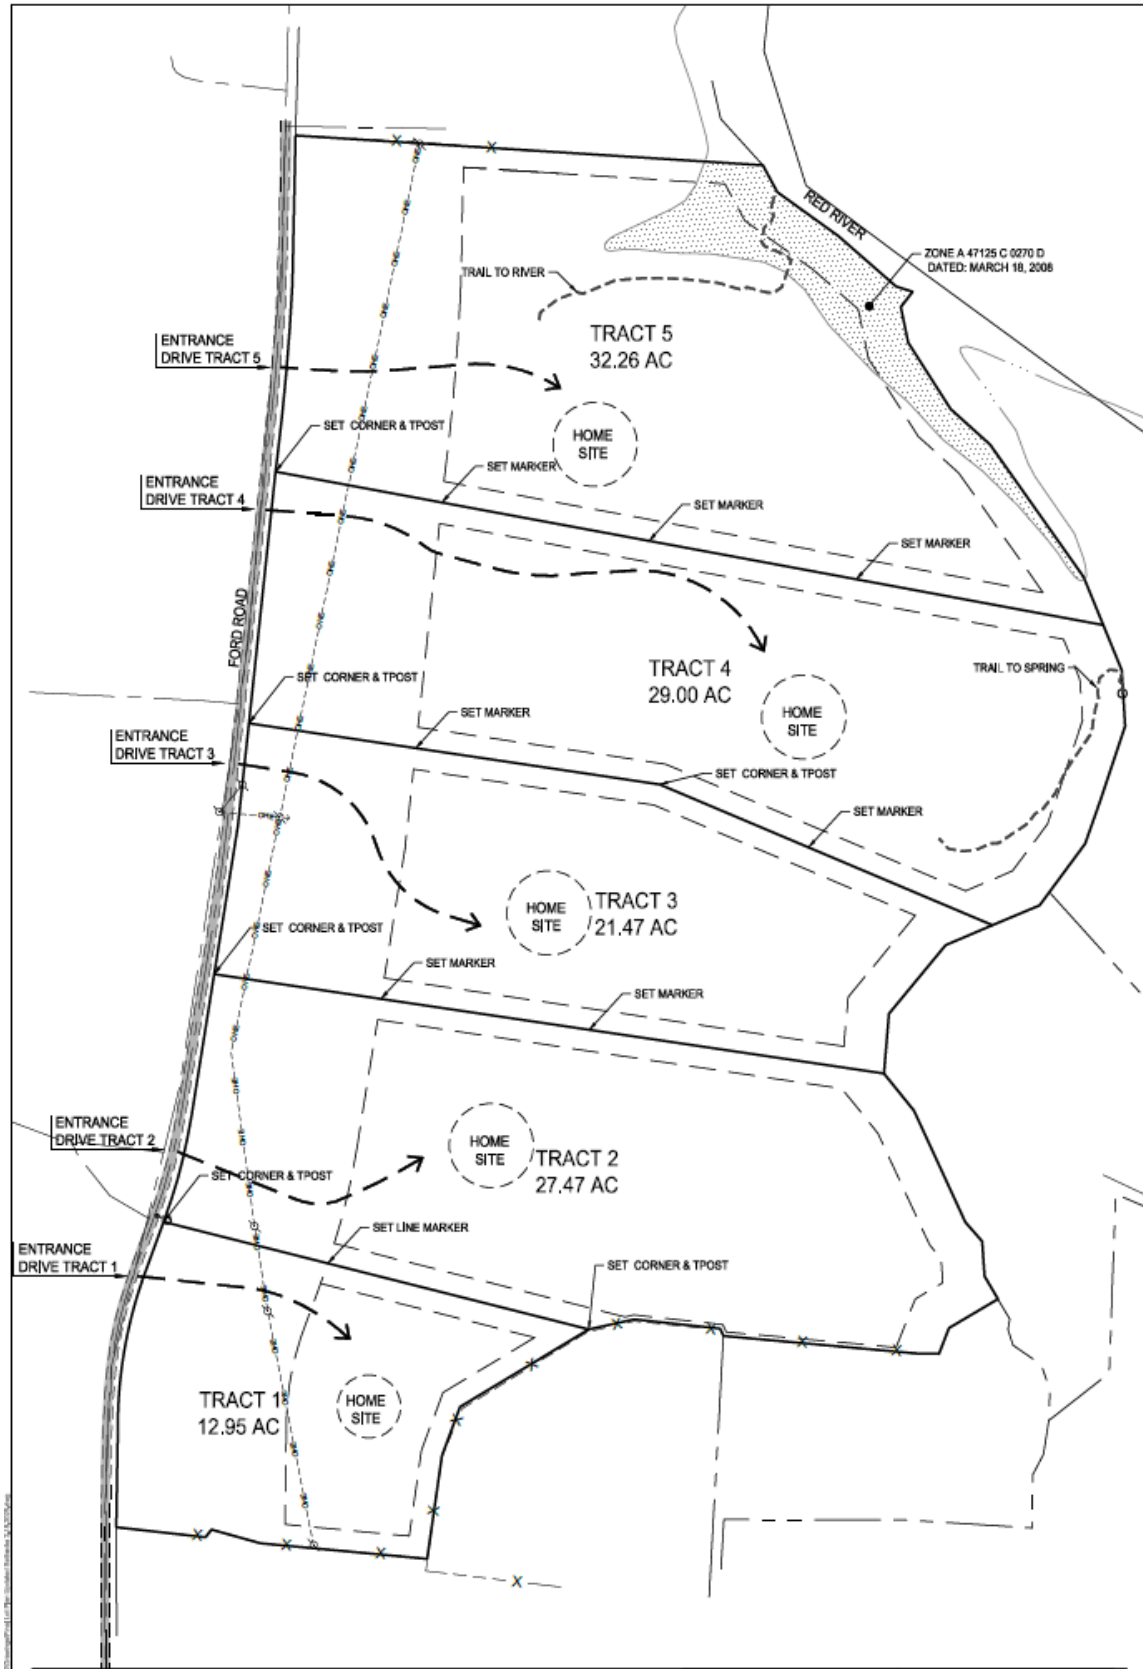 RED RIVER
ZONE A 47125 C 0270 D
DATED: MARCH 18, 2008
TRAIL TO RIVER
TRACT 5
32.26 AC
ENTRANCE
DRIVE TRACT 5
SET CORNER & TPOST
HOME
SITE
SET MARKER
ENTRANCE
DRIVE TRACT 4
SET MARKER
SET MARKER
FORD ROAD
TRACT 4
29.00 AC
TRAIL TO SPRING
SET CORNER & TPOST
HOME
SITE
SET MARKER
ENTRANCE
DRIVE TRACT 3
SET CORNER & TPOST
SET MARKER
HOME
SITE
TRACT 3
21.47 AC
SET CORNER & TPOST
SET MARKER
SET MARKER
ENTRANCE
DRIVE TRACT 2
HOME
SITE
TRACT 2
27.47 AC
SET CORNER & TPOST
SET LINE MARKER
ENTRANCE
DRIVE TRACT 1
SET CORNER & TPOST
TRACT 1
12.95 AC
HOME
SITE